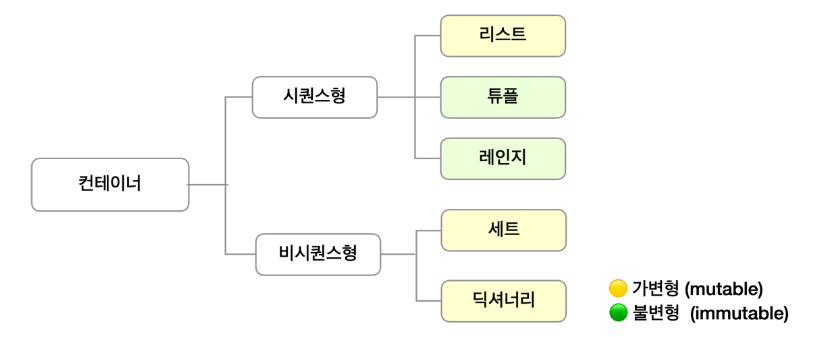 컨테이너
시퀀스형
리스트
튜플
레인지
비시퀀스형
세트
딕셔너리
가변형 (mutable)
불변형 (immutable)